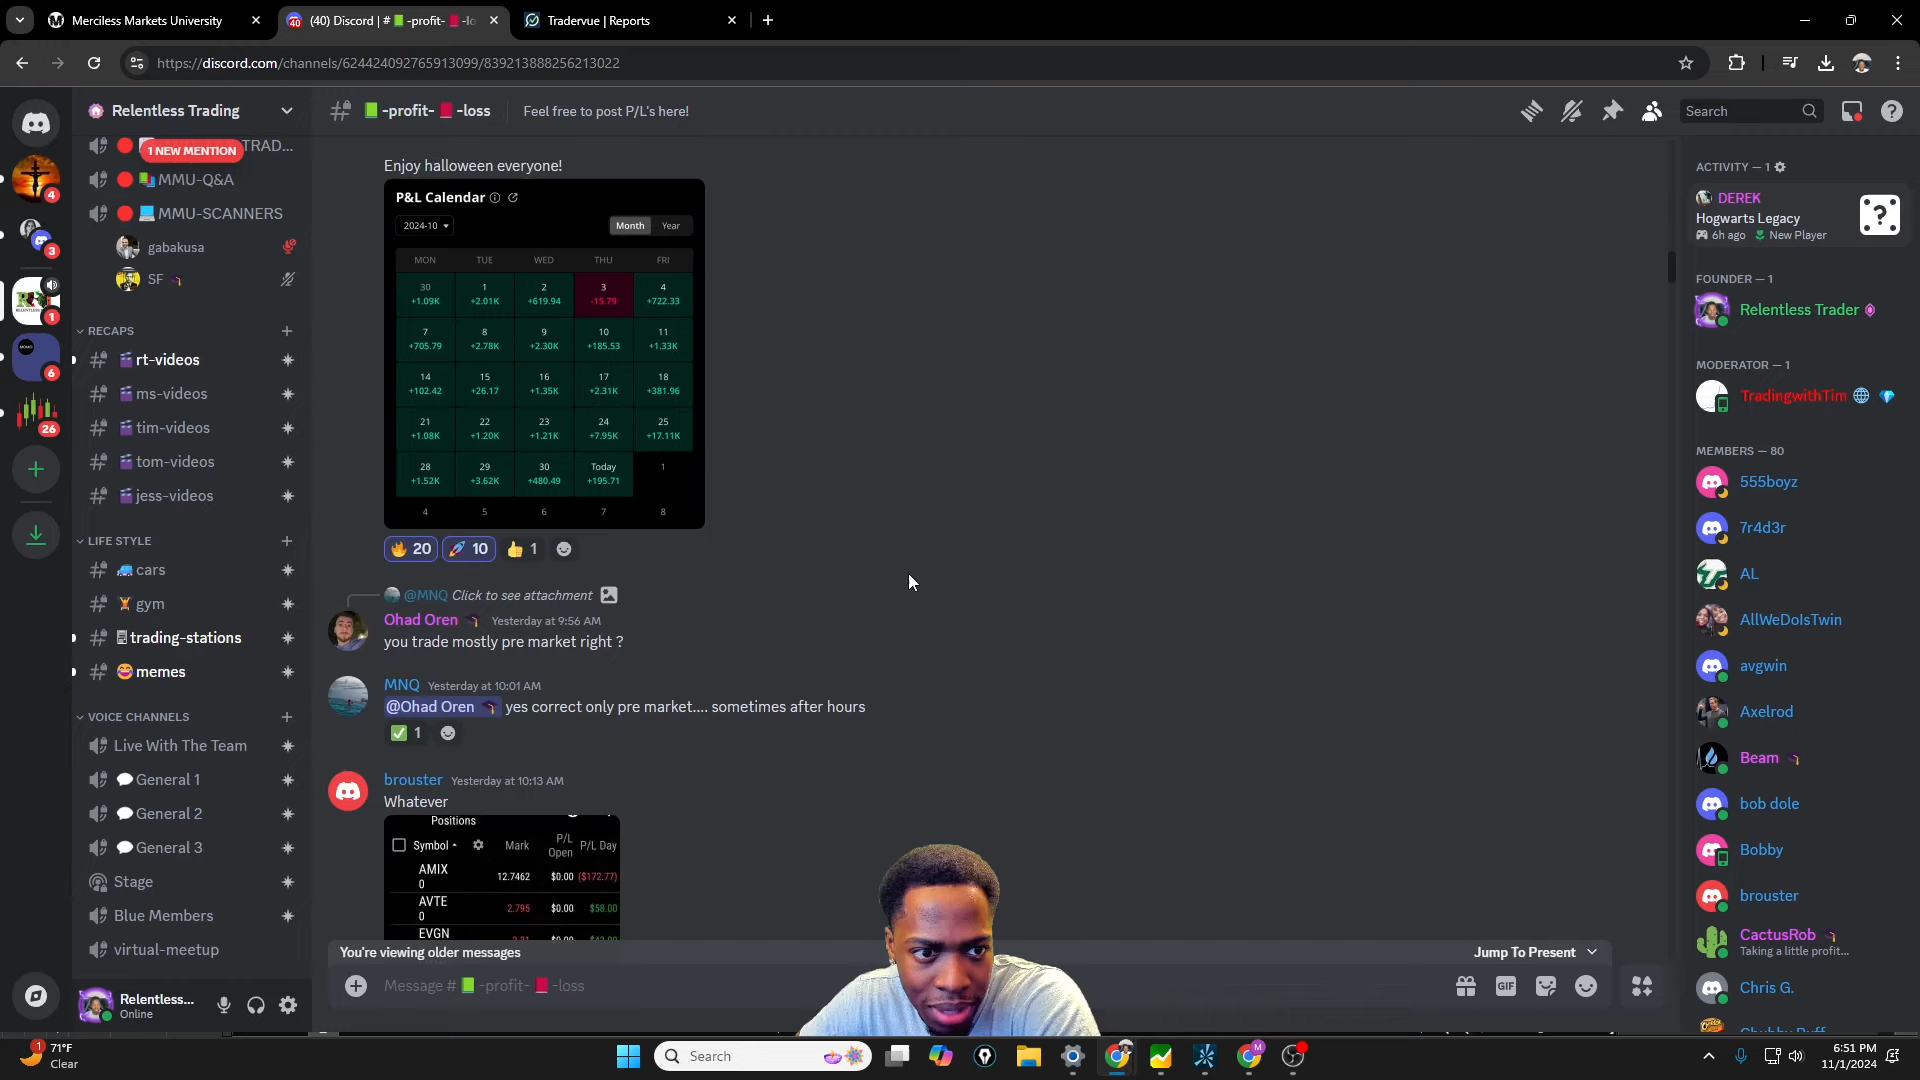 Merciless Markets University
(40) Discord | # 📗-profit-📕-lo
Tradervue | Reports
https://discord.com/channels/624424092765913099/839213888256213022
Relentless Trading
📗-profit-📕-loss
Feel free to post P/L's here!
Search
1 NEW MENTION
TRAD...
MMU-Q&A
MMU-SCANNERS
gabakusa
SF
RECAPS
rt-videos
ms-videos
tim-videos
tom-videos
jess-videos
LIFE STYLE
cars
gym
trading-stations
memes
VOICE CHANNELS
Live With The Team
General 1
General 2
General 3
Stage
Blue Members
virtual-meetup
Relentless...
Online
40
4
3
1
MOMO
6
26
Enjoy halloween everyone!
P&L Calendar
2024-10
Month Year
MON TUE WED THU FRI
30 1 2 3 4
+1.09K +2.01K +619.94 -15.79 +722.33
7 8 9 10 11
+705.79 +2.78K +2.30K +185.53 +1.33K
14 15 16 17 18
+102.42 +26.17 +1.35K +2.31K +381.96
21 22 23 24 25
+1.08K +1.20K +1.21K +7.95K +17.11K
28 29 30 Today 1
+1.52K +3.62K +480.49 +195.71
4 5 6 7 8
🔥 20 🚀 10 👍 1
@MNQ Click to see attachment
Ohad Oren Yesterday at 9:56 AM
you trade mostly pre market right ?
MNQ Yesterday at 10:01 AM
@Ohad Oren yes correct only pre market.... sometimes after hours
✅ 1
brouster Yesterday at 10:13 AM
Whatever
Positions
Symbol Mark P/L Open P/L Day
AMIX 12.7462 $0.00 ($172.77)
0
AVTE 2.795 $0.00 $58.00
0
EVGN
You're viewing older messages
Jump To Present
Message # 📗-profit-📕-loss
GIF
ACTIVITY — 1
DEREK
Hogwarts Legacy
6h ago New Player
FOUNDER — 1
Relentless Trader
MODERATOR — 1
TradingwithTim
MEMBERS — 80
555boyz
7r4d3r
AL
AllWeDoIsTwin
avgwin
Axelrod
Beam
bob dole
Bobby
brouster
CactusRob
Taking a little profit...
Chris G.
1
71°F
Clear
Search
6:51 PM
11/1/2024